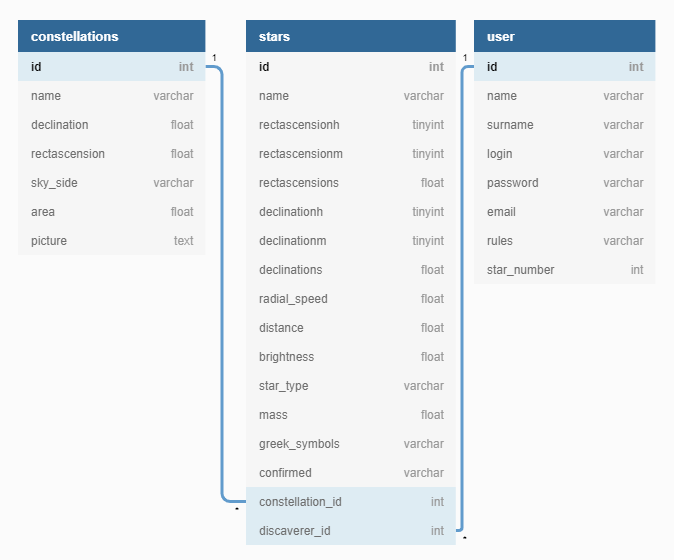 constellations
id int
name varchar
declination float
rectascension float
sky_side varchar
area float
picture text
1
*
stars
id int
name varchar
rectascensionh tinyint
rectascensionm tinyint
rectascensions float
declinationh tinyint
declinationm tinyint
declinations float
radial_speed float
distance float
brightness float
star_type varchar
mass float
greek_symbols varchar
confirmed varchar
constellation_id int
discaverer_id int
1
*
user
id int
name varchar
surname varchar
login varchar
password varchar
email varchar
rules varchar
star_number int